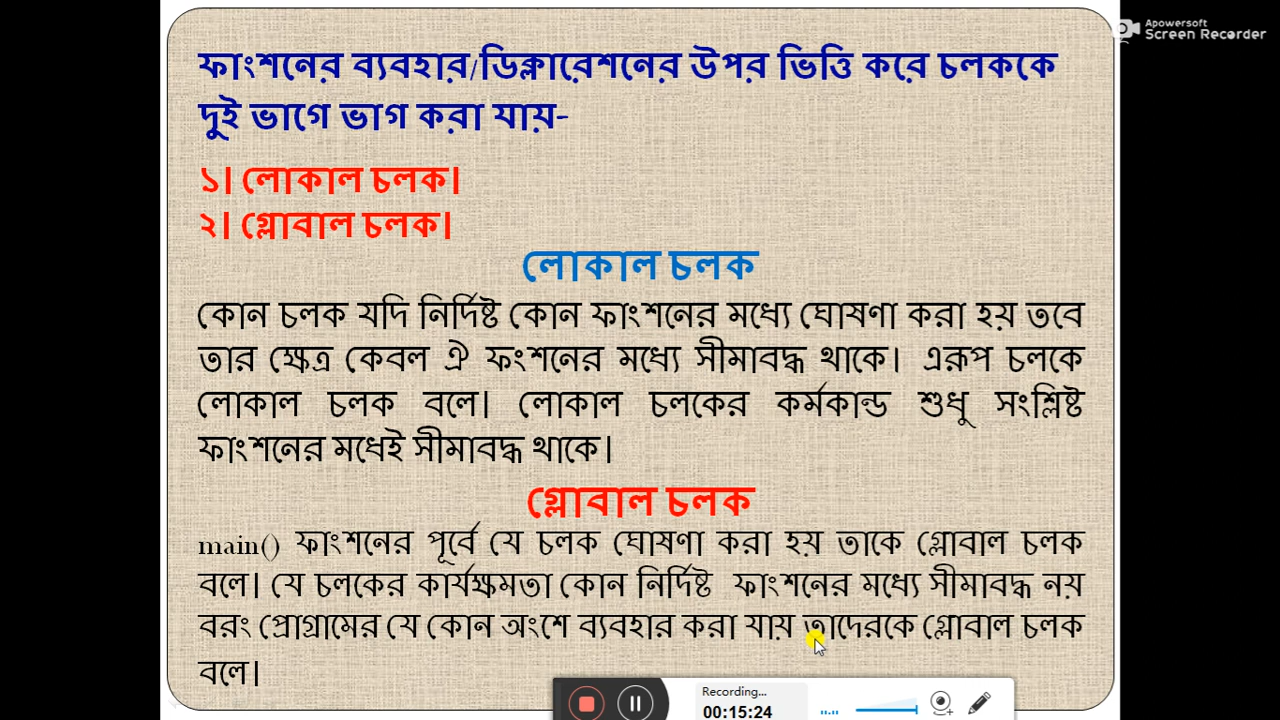 Apowersoft
Screen Recorder
ফাংশনের ব্যবহার/ডিক্লারেশনের উপর ভিত্তি করে চলককে
দুই ভাগে ভাগ করা যায়-
১। লোকাল চলক।
২। গ্লোবাল চলক।
লোকাল চলক
কোন চলক যদি নির্দিষ্ট কোন ফাংশনের মধ্যে ঘোষণা করা হয় তবে
তার ক্ষেত্র কেবল ঐ ফংশনের মধ্যে সীমাবদ্ধ থাকে। এরূপ চলকে
লোকাল চলক বলে। লোকাল চলকের কর্মকান্ড শুধু সংশ্লিষ্ট
ফাংশনের মধেই সীমাবদ্ধ থাকে।
গ্লোবাল চলক
main() ফাংশনের পূর্বে যে চলক ঘোষণা করা হয় তাকে গ্লোবাল চলক
বলে। যে চলকের কার্যক্ষমতা কোন নির্দিষ্ট ফাংশনের মধ্যে সীমাবদ্ধ নয়
বরং প্রোগ্রামের যে কোন অংশে ব্যবহার করা যায় তাদেরকে গ্লোবাল চলক
বলে।
Recording...
00:15:24